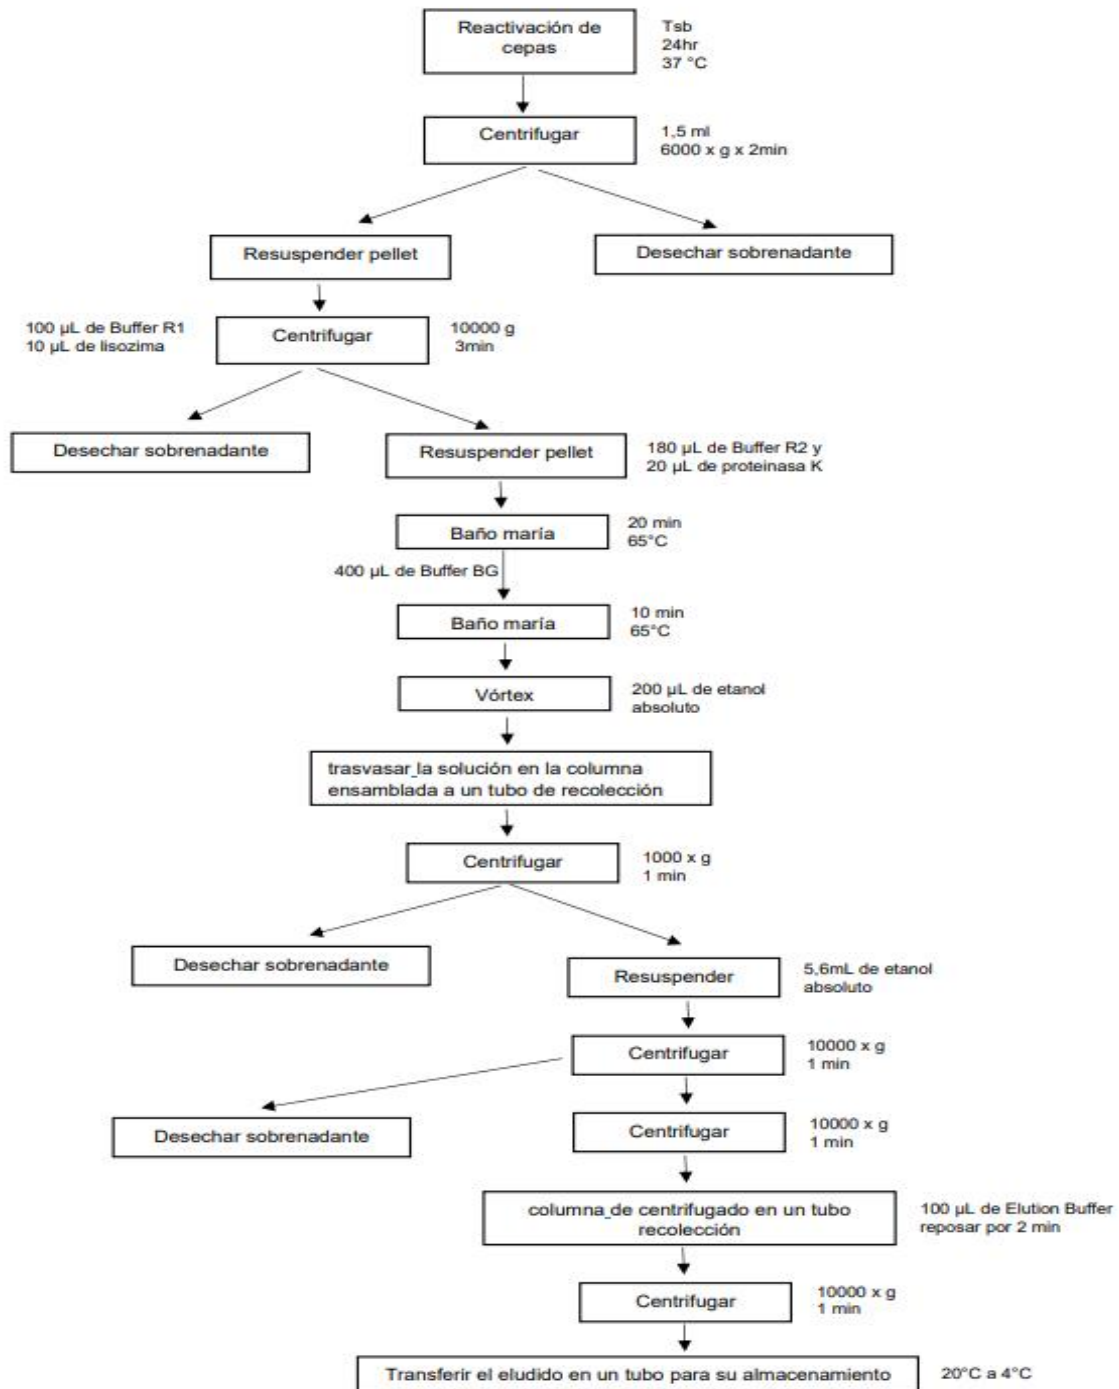 Reactivación de
cepas
Tsb
24hr
37 °C
Centrifugar
1,5 ml
6000 x g x 2min
Resuspender pellet
Desechar sobrenadante
100 µL de Buffer R1
10 µL de lisozima
Centrifugar
10000 g
3min
Desechar sobrenadante
Resuspender pellet
180 µL de Buffer R2 y
20 µL de proteinasa K
Baño maría
20 min
65°C
400 µL de Buffer BG
Baño maría
10 min
65°C
Vórtex
200 µL de etanol
absoluto
trasvasar la solución en la columna
ensamblada a un tubo de recolección
Centrifugar
1000 x g
1 min
Desechar sobrenadante
Resuspender
5,6mL de etanol
absoluto
Centrifugar
10000 x g
1 min
Desechar sobrenadante
Centrifugar
10000 x g
1 min
columna de centrifugado en un tubo
recolección
100 µL de Elution Buffer
reposar por 2 min
Centrifugar
10000 x g
1 min
Transferir el eludido en un tubo para su almacenamiento
20°C a 4°C